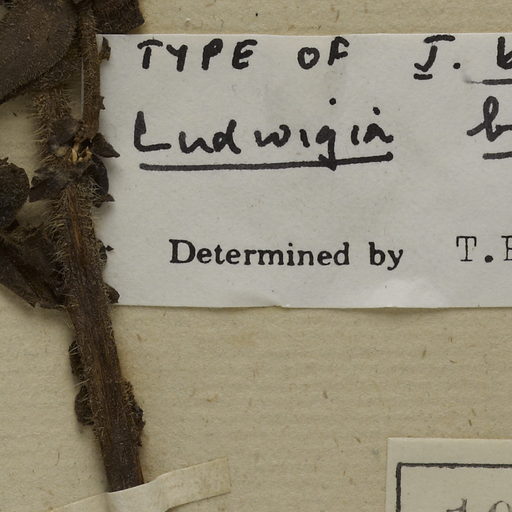 TYPE OF J.
Ludwigia
Determined by T.